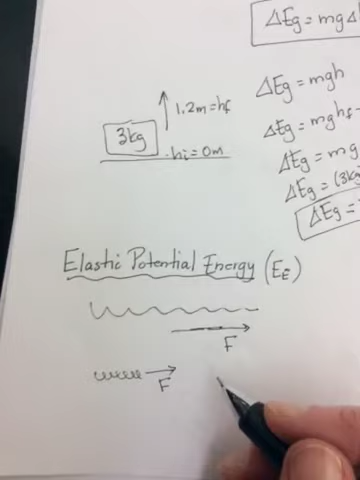 ΔEg = mgΔ
ΔEg = mgh
1.2m = hf
3kg
hi = 0m
ΔEg = mghf -
ΔEg = mg
ΔEg = (3kg
ΔEg =
Elastic Potential Energy (EE)
F
F